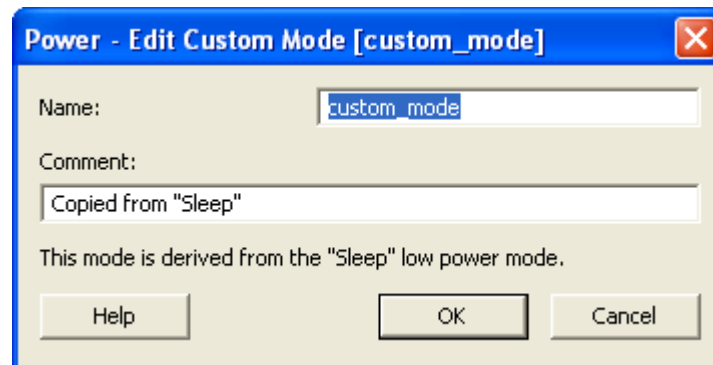 Power - Edit Custom Mode [custom_mode]
Name:
custom_mode
Comment:
Copied from "Sleep"
This mode is derived from the "Sleep" low power mode.
Help
OK
Cancel